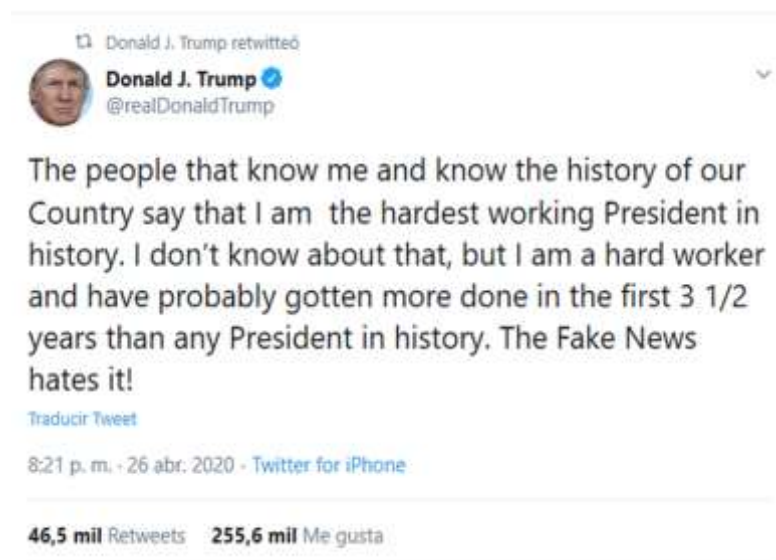 Donald J. Trump retwitteó
Donald J. Trump
@realDonaldTrump
The people that know me and know the history of our
Country say that I am  the hardest working President in
history. I don't know about that, but I am a hard worker
and have probably gotten more done in the first 3 1/2
years than any President in history. The Fake News
hates it!
Traducir Tweet
8:21 p. m. · 26 abr. 2020 · Twitter for iPhone
46,5 mil Retweets 255,6 mil Me gusta